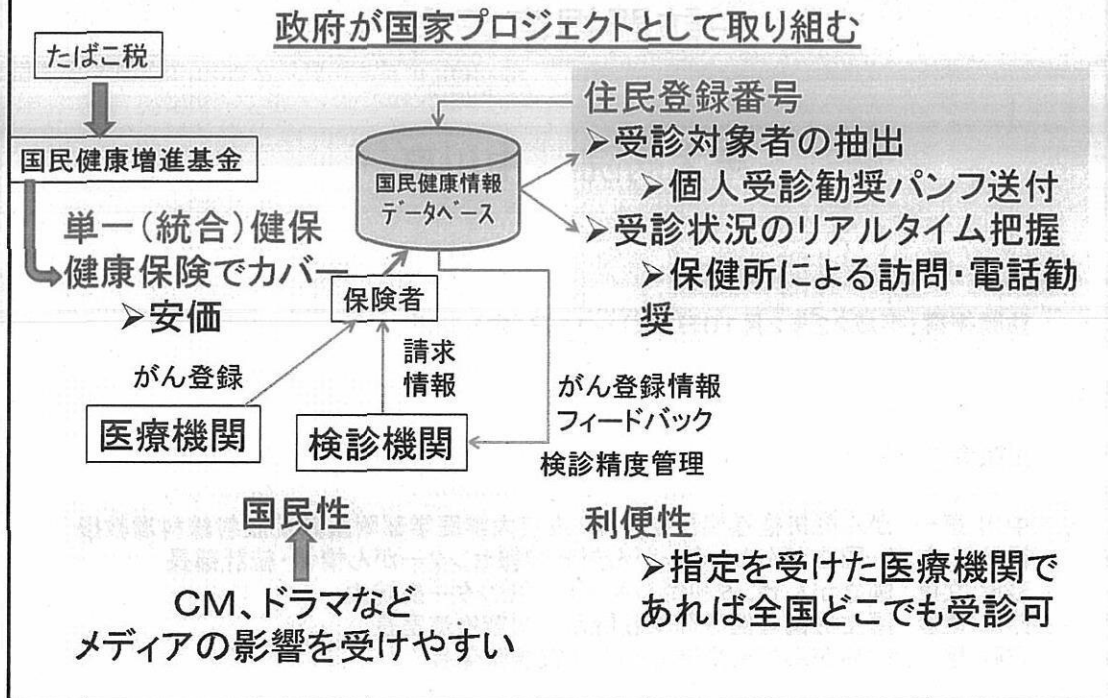 政府が国家プロジェクトとして取り組む
たばこ税
国民健康増進基金
単一(統合)健保
健康保険でカバー
➢安価
国民健康情報
データベース
住民登録番号
➢受診対象者の抽出
➢個人受診勧奨パンフ送付
➢受診状況のリアルタイム把握
➢保健所による訪問・電話勧
奨
保険者
がん登録
請求
情報
医療機関
検診機関
がん登録情報
フィードバック
検診精度管理
国民性
CM、ドラマなど
メディアの影響を受けやすい
利便性
➢指定を受けた医療機関で
あれば全国どこでも受診可